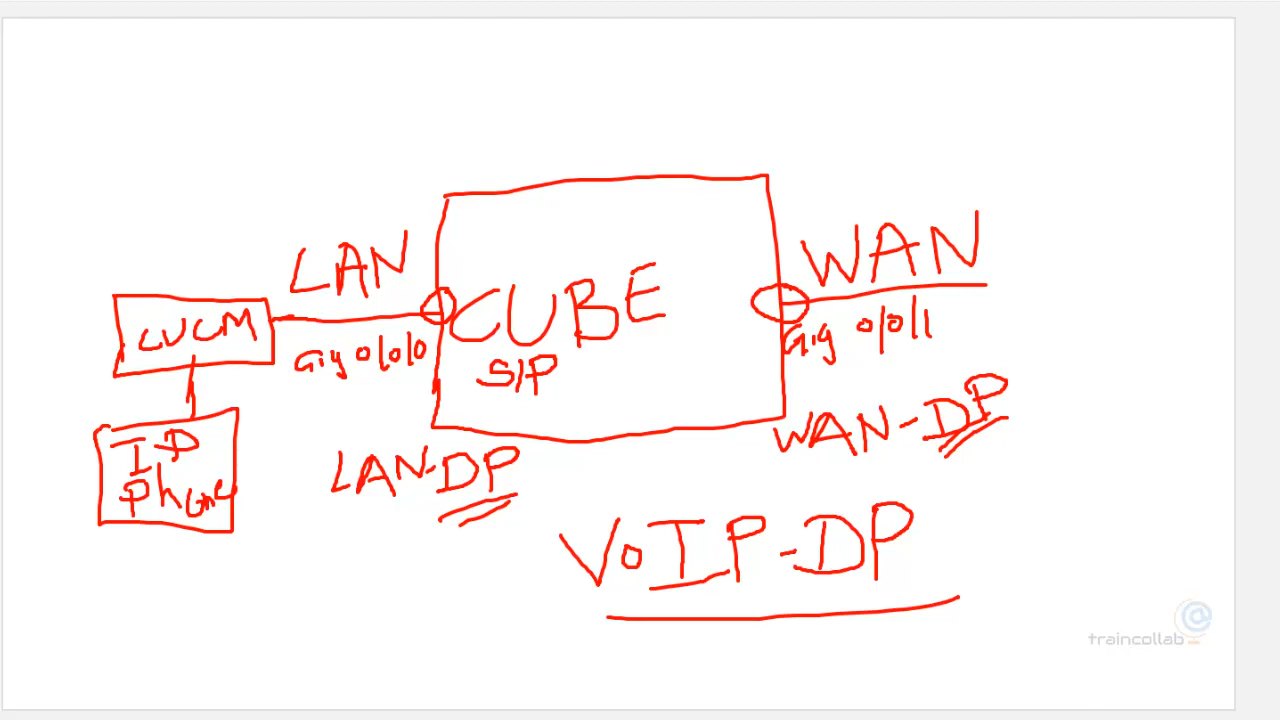 LAN
WAN
CUCM
CUBE
Gig 0/0/0
Gig 0/0/1
SIP
IP
Phone
LAN-DP
WAN-DP
VoIP-DP
traincollab